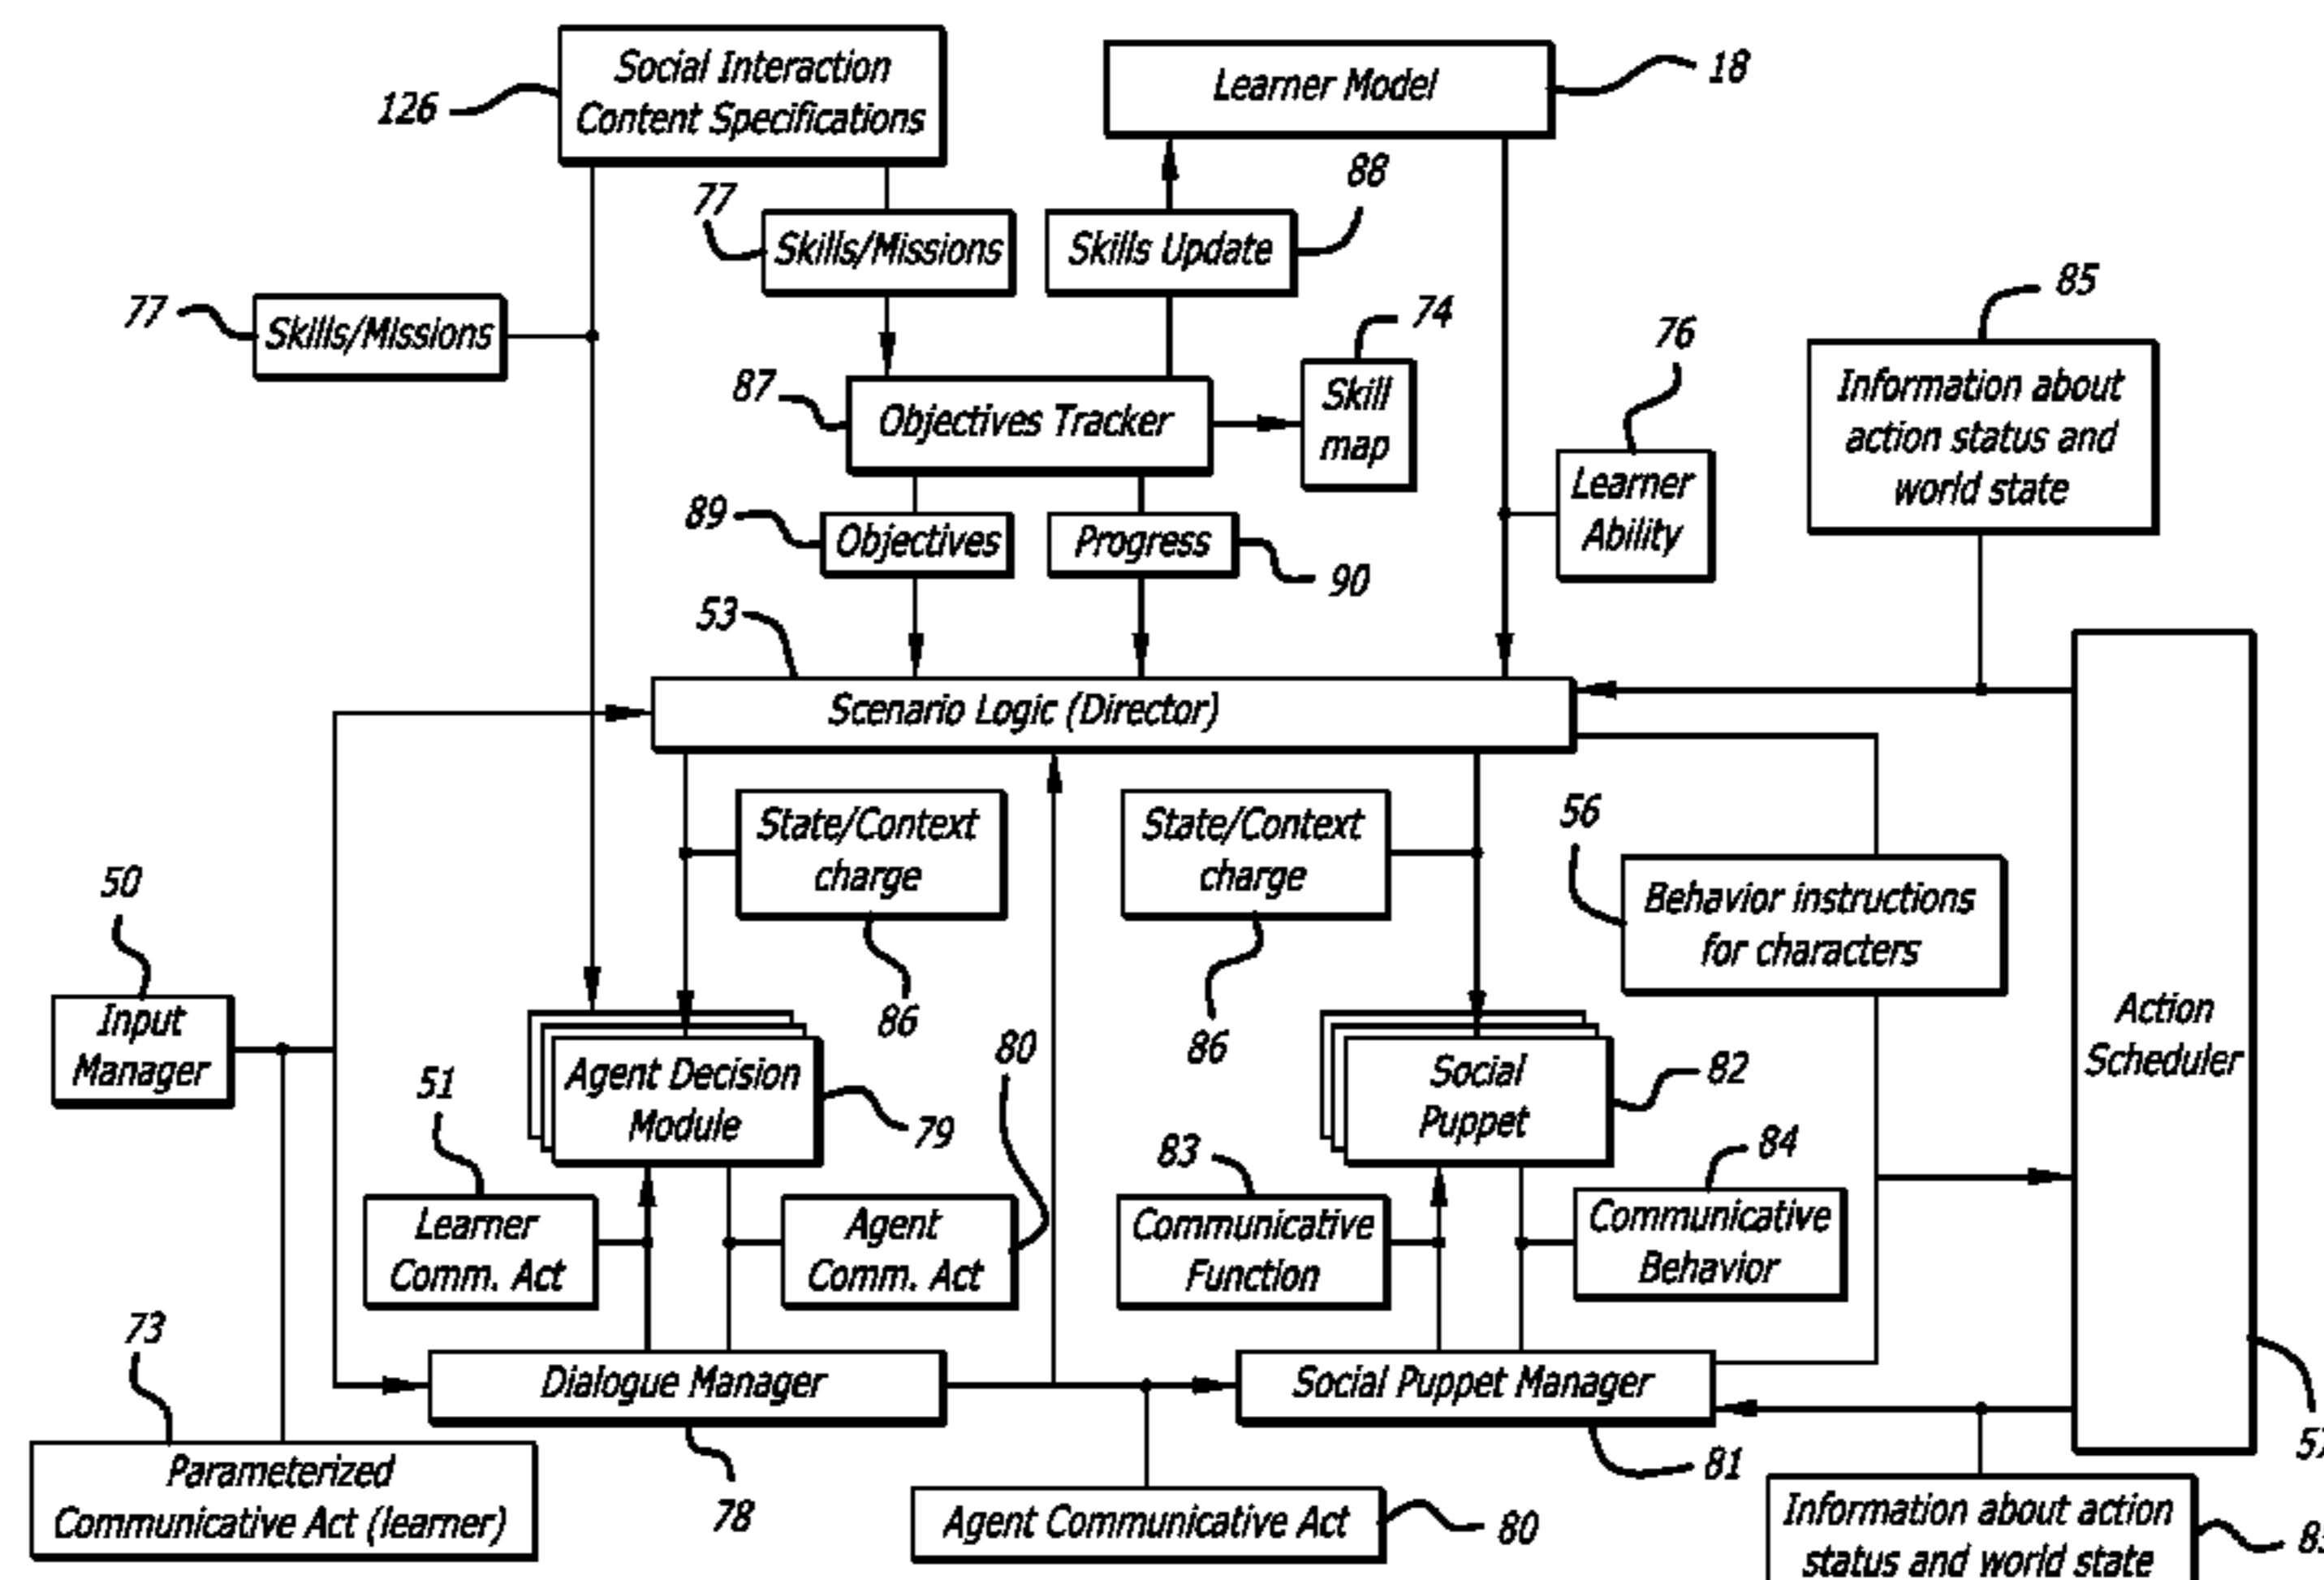 Social Interaction
Content Specifications
126
Learner Model
18
77
Skills/Missions
Skills Update
88
77
Skills/Missions
74
Skill
map
76
Learner
Ability
85
Information about
action status and
world state
87
Objectives Tracker
89
Objectives
Progress
90
53
Scenario Logic (Director)
State/Context
charge
86
State/Context
charge
86
56
Behavior instructions
for characters
Action
Scheduler
57
50
Input
Manager
51
Agent Decision
Module
79
80
Social
Puppet
82
83
84
Learner
Comm. Act
Agent
Comm. Act
Communicative
Function
Communicative
Behavior
73
Dialogue Manager
78
Social Puppet Manager
81
Parameterized
Communicative Act (learner)
Agent Communicative Act
80
Information about action
status and world state